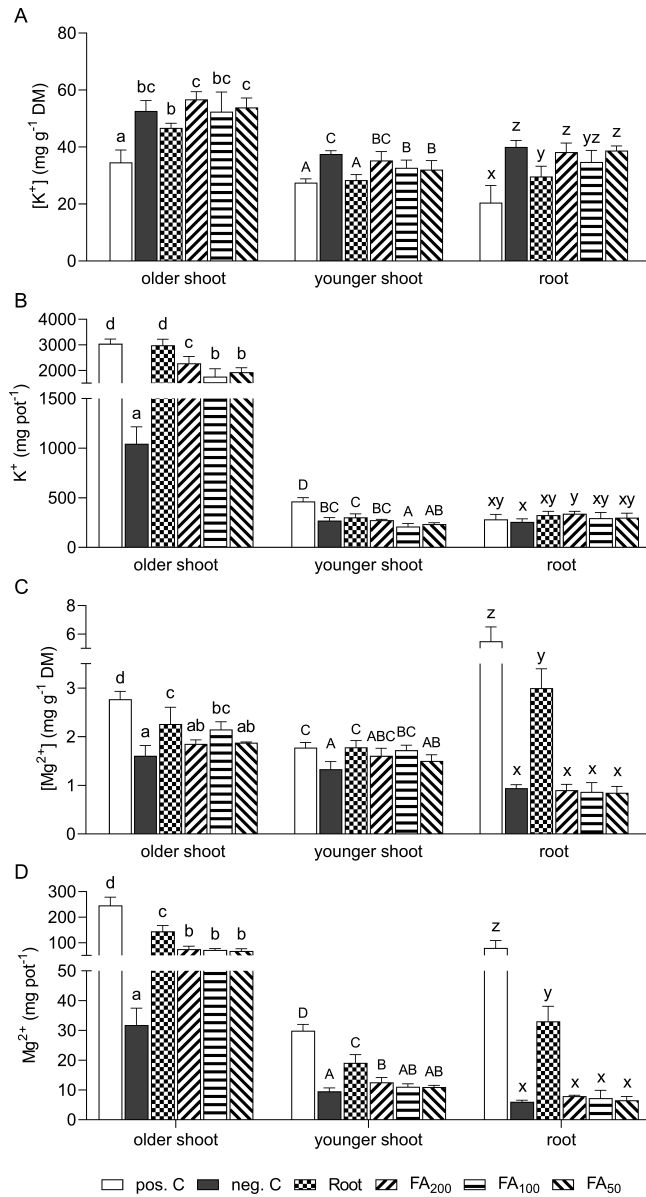 A
[K⁺] (mg g⁻¹ DM)
80
60
40
20
0
a bc b c bc c
A C A BC B B
x z y z yz z
older shoot younger shoot root
B
K⁺ (mg pot⁻¹)
4000
3000
2000
1500
1000
500
0
d a d c b b
D BC C BC A AB
xy x xy y xy xy
older shoot younger shoot root
C
[Mg²⁺] (mg g⁻¹ DM)
8
6
4
3
2
1
0
d a c ab bc ab
C A C ABC BC AB
z x y x x x
older shoot younger shoot root
D
Mg²⁺ (mg pot⁻¹)
300
200
100
50
40
30
20
10
0
d a c b b b
D A C B AB AB
z x y x x x
older shoot younger shoot root
pos. C neg. C Root FA₂₀₀ FA₁₀₀ FA₅₀